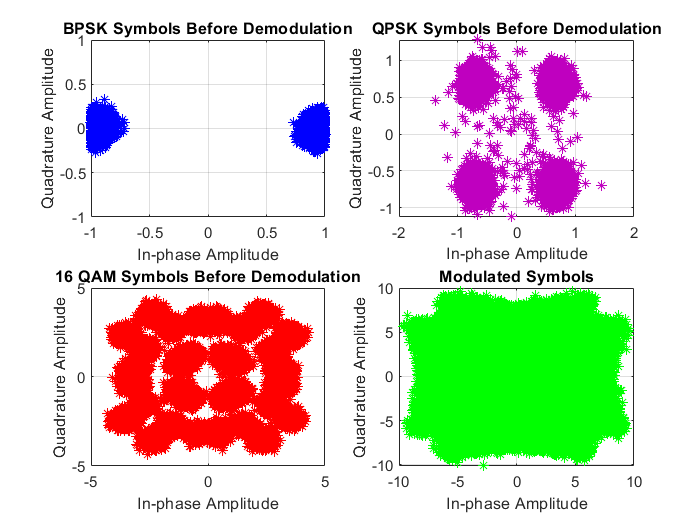 BPSK Symbols Before Demodulation
1
0.5
0
-0.5
-1
-1 -0.5 0 0.5 1
Quadrature Amplitude
In-phase Amplitude
QPSK Symbols Before Demodulation
1
0.5
0
-0.5
-1
-2 -1 0 1 2
Quadrature Amplitude
In-phase Amplitude
16 QAM Symbols Before Demodulation
5
0
-5
-5 0 5
Quadrature Amplitude
In-phase Amplitude
Modulated Symbols
10
5
0
-5
-10
-10 -5 0 5 10
Quadrature Amplitude
In-phase Amplitude